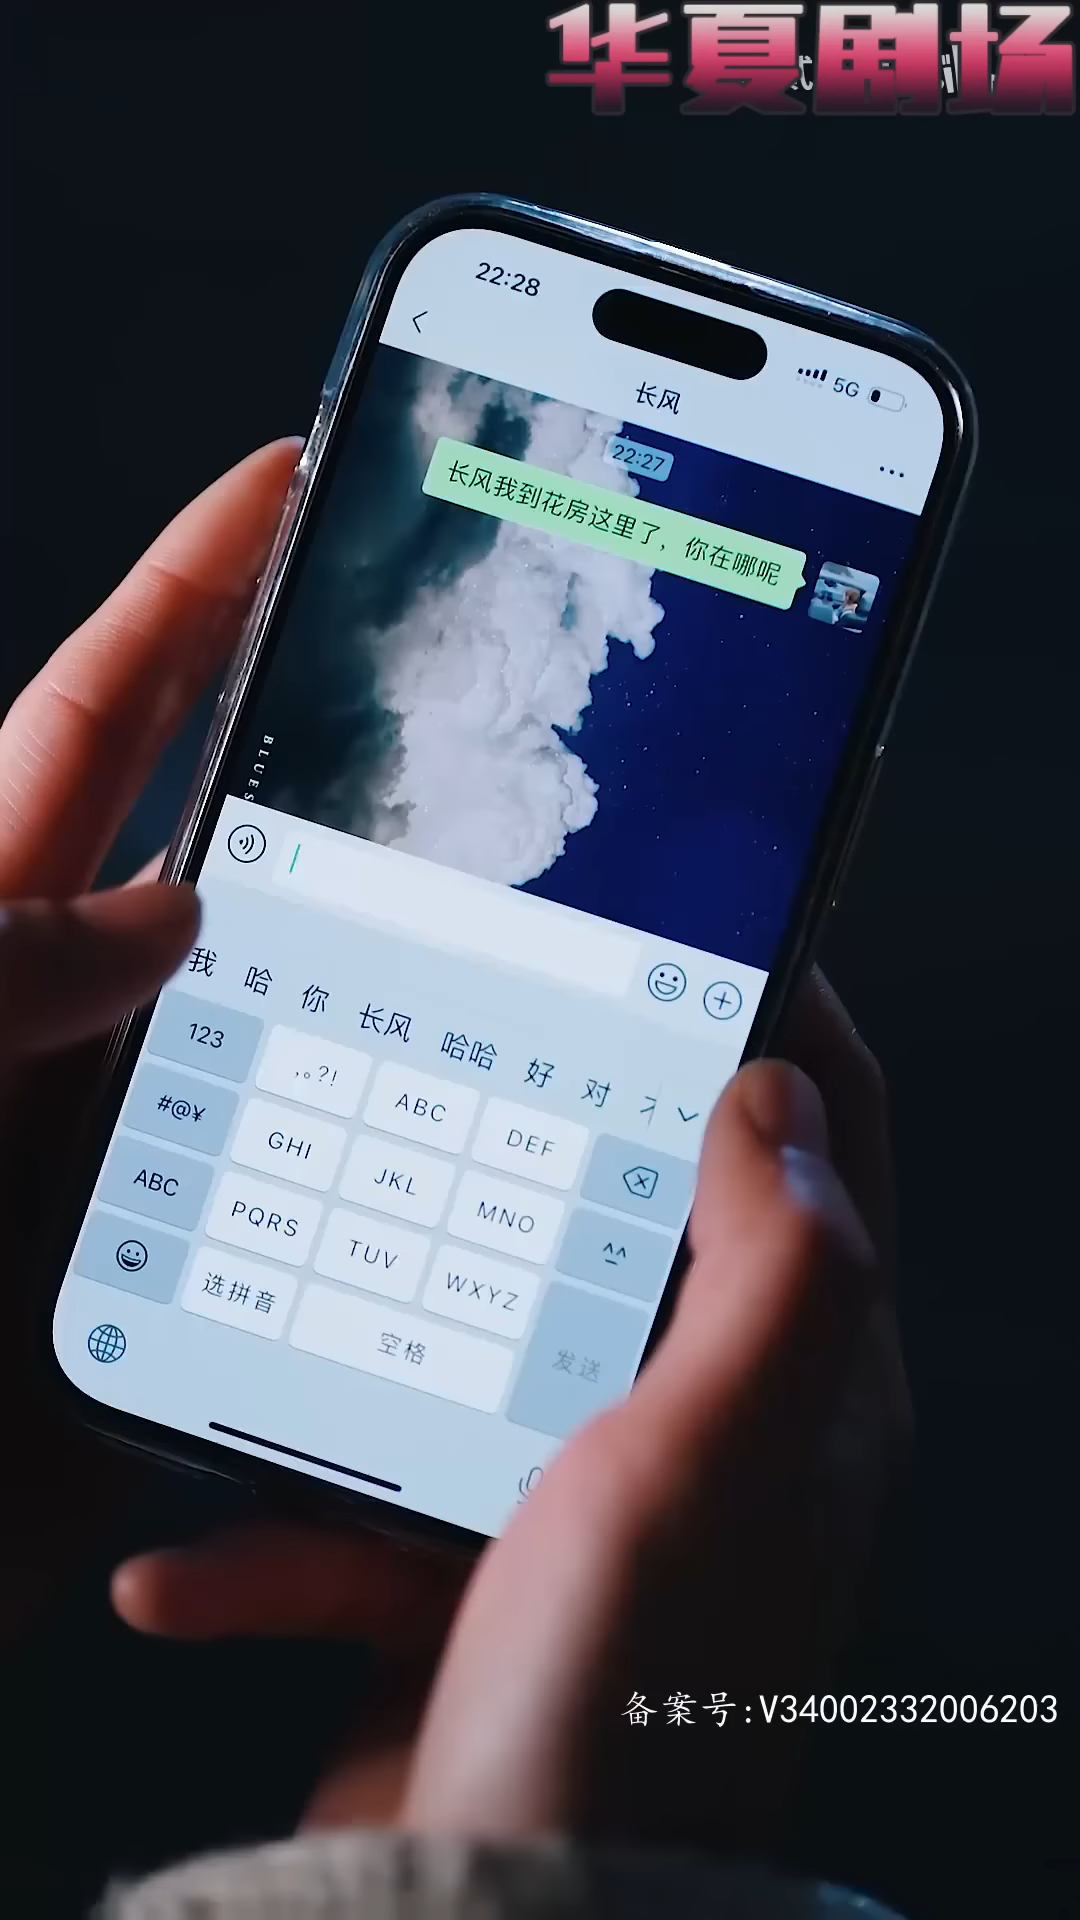 华夏剧场
22:28
5G
长风
22:27
长风我到花房这里了，你在哪呢
BLUES
我 哈 你 长风 哈哈 好 对
123 ,。?! ABC DEF
#@¥ GHI JKL MNO ^^
ABC PQRS TUV WXYZ
选拼音 空格 发送
备案号:V34002332006203